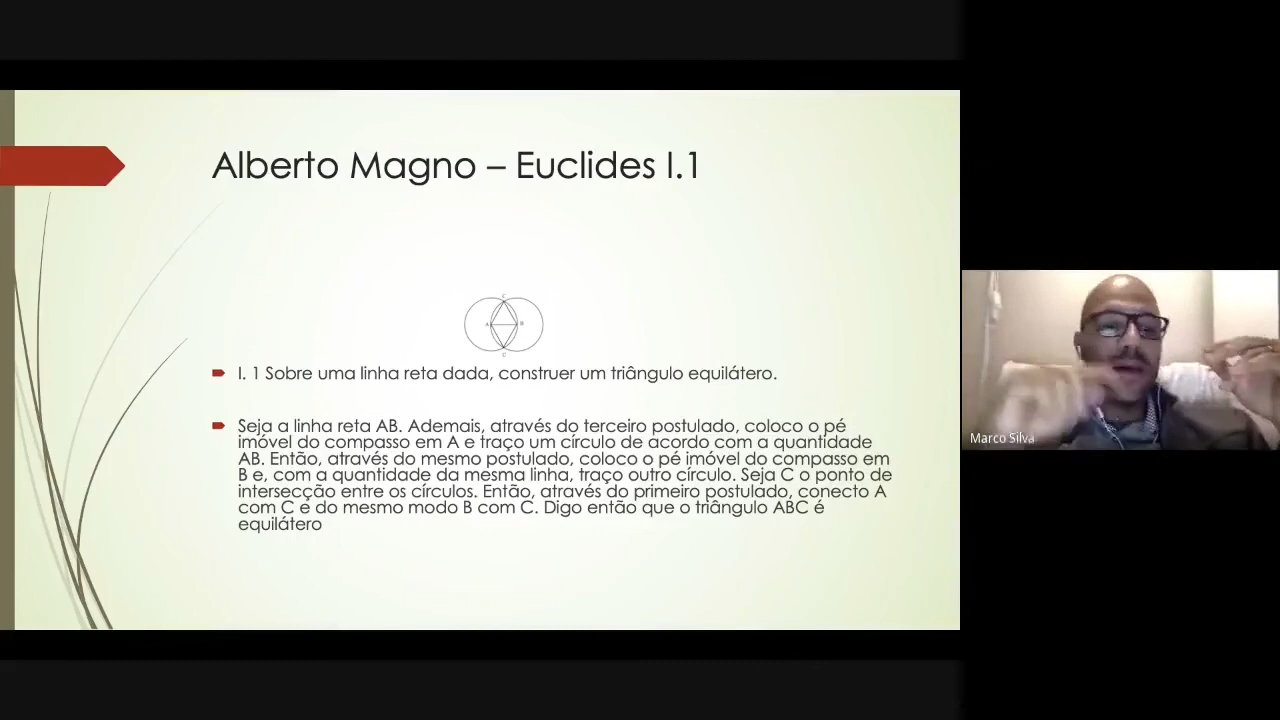 Alberto Magno – Euclides I.1
C
A
B
C
I. 1 Sobre uma linha reta dada, construer um triângulo equilátero.
Seja a linha reta AB. Ademais, através do terceiro postulado, coloco o pé
imóvel do compasso em A e traço um círculo de acordo com a quantidade
AB. Então, através do mesmo postulado, coloco o pé imóvel do compasso em
B e, com a quantidade da mesma linha, traço outro círculo. Seja C o ponto de
intersecção entre os círculos. Então, através do primeiro postulado, conecto A
com C e do mesmo modo B com C. Digo então que o triângulo ABC é
equilátero
Marco Silva